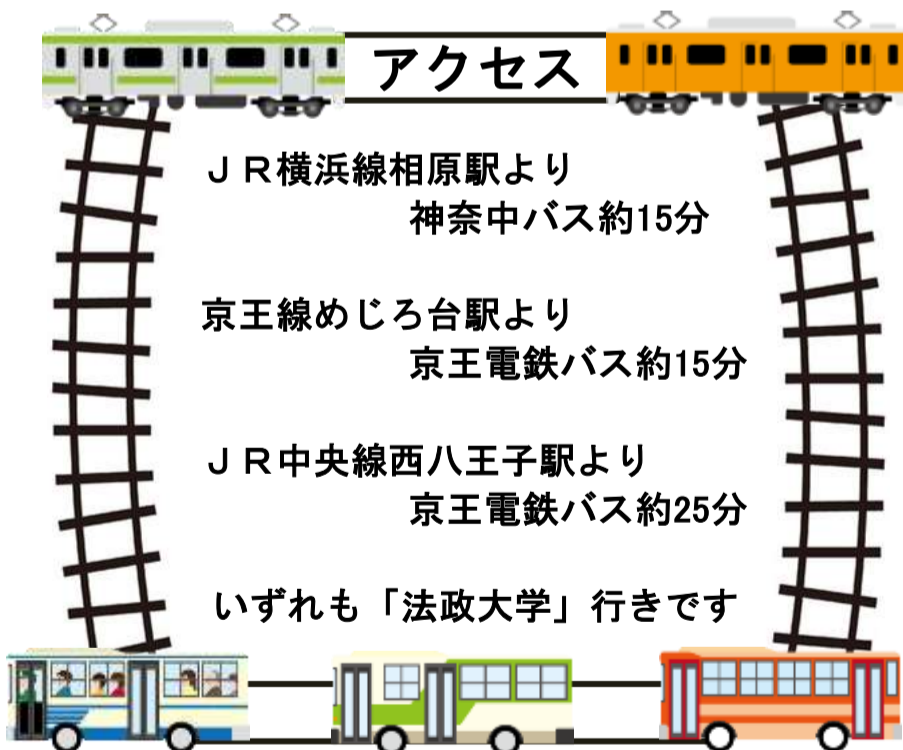 アクセス
ＪＲ横浜線相原駅より
神奈中バス約15分
京王線めじろ台駅より
京王電鉄バス約15分
ＪＲ中央線西八王子駅より
京王電鉄バス約25分
いずれも「法政大学」行きです